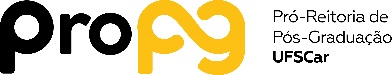 propg
Pró-Reitoria de
Pós-Graduação
UFSCar